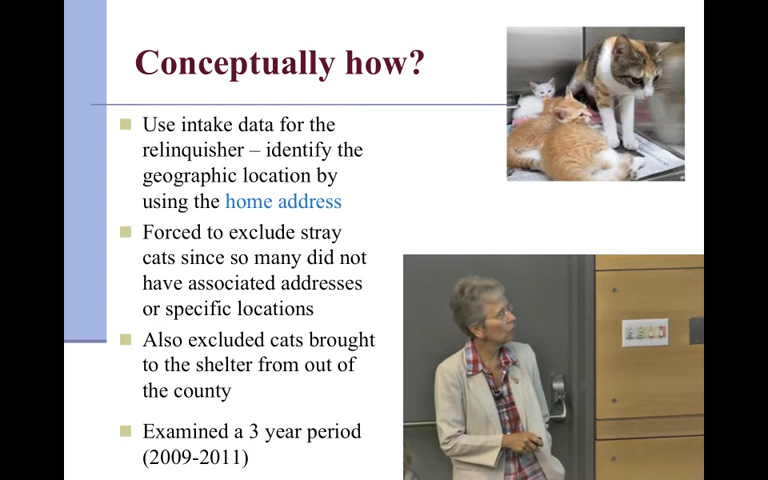 Conceptually how?
Use intake data for the
relinquisher – identify the
geographic location by
using the home address
Forced to exclude stray
cats since so many did not
have associated addresses
or specific locations
Also excluded cats brought
to the shelter from out of
the county
Examined a 3 year period
(2009-2011)